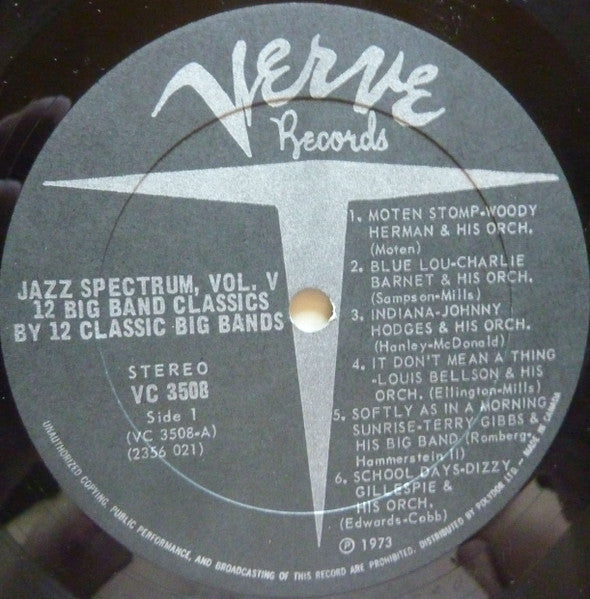 Verve
Records
JAZZ SPECTRUM, VOL. V
12 BIG BAND CLASSICS
BY 12 CLASSIC BIG BANDS
STEREO
VC 3508
Side 1
(VC 3508-A)
(2356 021)
1. MOTEN STOMP-WOODY
HERMAN & HIS ORCH.
(Moten)
2. BLUE LOU-CHARLIE
BARNET & HIS ORCH.
(Sampson-Mills)
3. INDIANA-JOHNNY
HODGES & HIS ORCH.
(Hanley-McDonald)
4. IT DON'T MEAN A THING
-LOUIS BELLSON & HIS
ORCH. (Ellington-Mills)
5. SOFTLY AS IN A MORNING
SUNRISE-TERRY GIBBS &
HIS BIG BAND (Romberg-
Hammerstein II)
6. SCHOOL DAYS-DIZZY
GILLESPIE &
HIS ORCH.
(Edwards-Cobb)
℗ 1973
UNAUTHORIZED COPYING, PUBLIC PERFORMANCE, AND BROADCASTING OF THIS RECORD ARE PROHIBITED. DISTRIBUTED BY POLYDOR LTD. - MADE IN CANADA